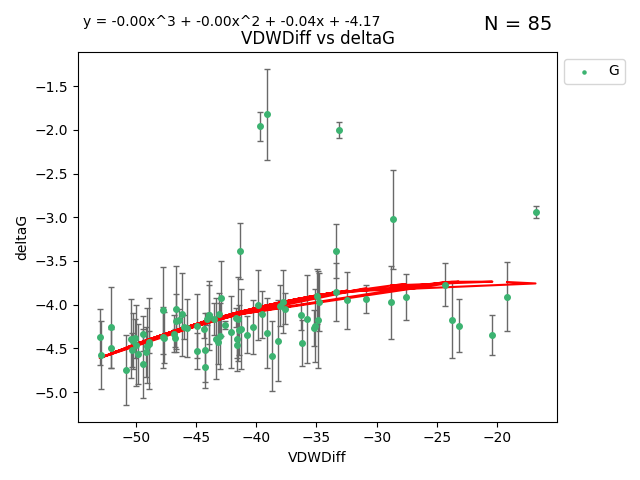 y = -0.00x^3 + -0.00x^2 + -0.04x + -4.17
N = 85
VDWDiff vs deltaG
G
−1.5
−2.0
−2.5
−3.0
−3.5
−4.0
−4.5
−5.0
deltaG
−50
−45
−40
−35
−30
−25
−20
VDWDiff